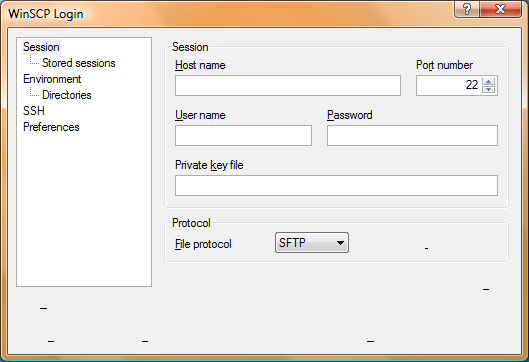 WinSCP Login
Session
Stored sessions
Environment
Directories
SSH
Preferences
Session
Host name
Port number
22
User name
Password
Private key file
Protocol
File protocol
SFTP